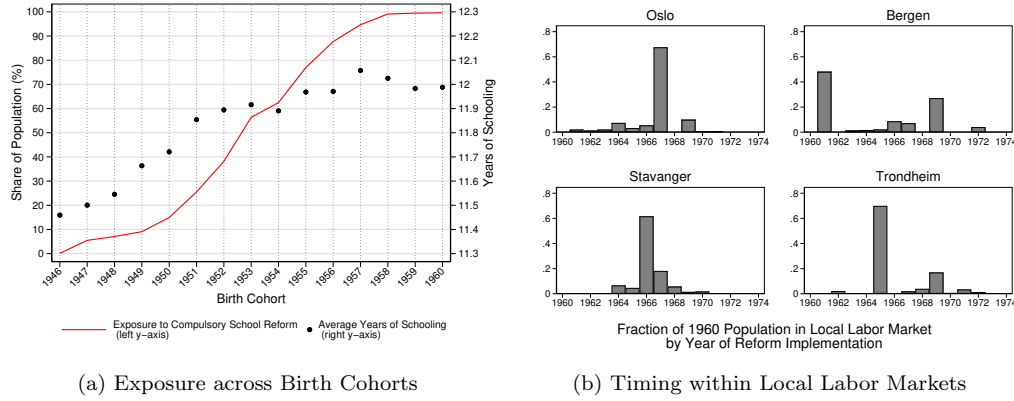 100
90
80
70
60
50
40
30
20
10
0
Share of Population (%)
12.3
12.2
12.1
12
11.9
11.8
11.7
11.6
11.5
11.4
11.3
Years of Schooling
1946 1947 1948 1949 1950 1951 1952 1953 1954 1955 1956 1957 1958 1959 1960
Birth Cohort
Exposure to Compulsory School Reform
(left y−axis)
Average Years of Schooling
(right y−axis)
(a) Exposure across Birth Cohorts
Oslo
.8
.6
.4
.2
0
1960 1962 1964 1966 1968 1970 1972 1974
Bergen
.8
.6
.4
.2
0
1960 1962 1964 1966 1968 1970 1972 1974
Stavanger
.8
.6
.4
.2
0
1960 1962 1964 1966 1968 1970 1972 1974
Trondheim
.8
.6
.4
.2
0
1960 1962 1964 1966 1968 1970 1972 1974
Fraction of 1960 Population in Local Labor Market
by Year of Reform Implementation
(b) Timing within Local Labor Markets